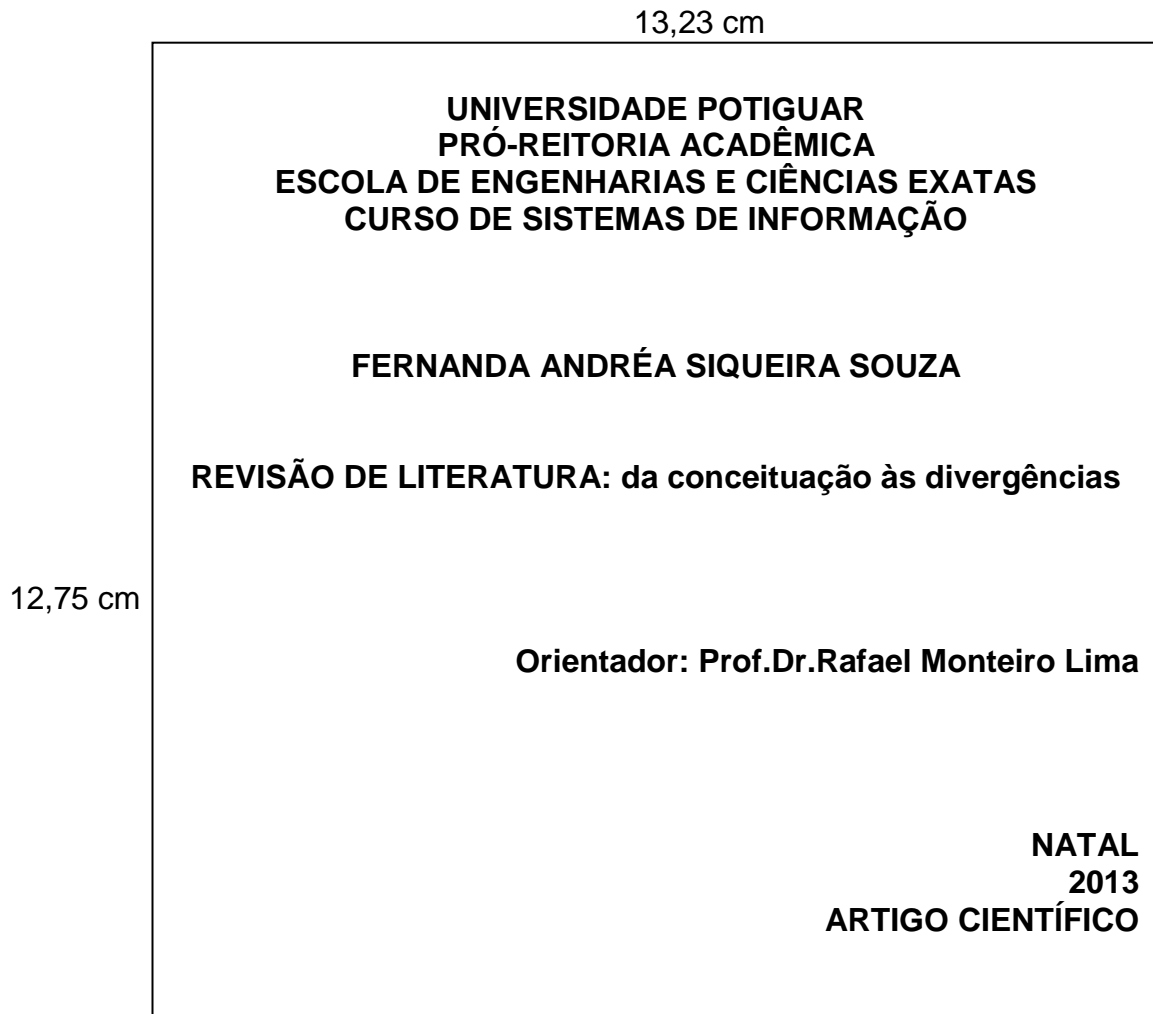 13,23 cm
UNIVERSIDADE POTIGUAR
PRÓ-REITORIA ACADÊMICA
ESCOLA DE ENGENHARIAS E CIÊNCIAS EXATAS
CURSO DE SISTEMAS DE INFORMAÇÃO
FERNANDA ANDRÉA SIQUEIRA SOUZA
REVISÃO DE LITERATURA: da conceituação às divergências
12,75 cm
Orientador: Prof.Dr.Rafael Monteiro Lima
NATAL
2013
ARTIGO CIENTÍFICO